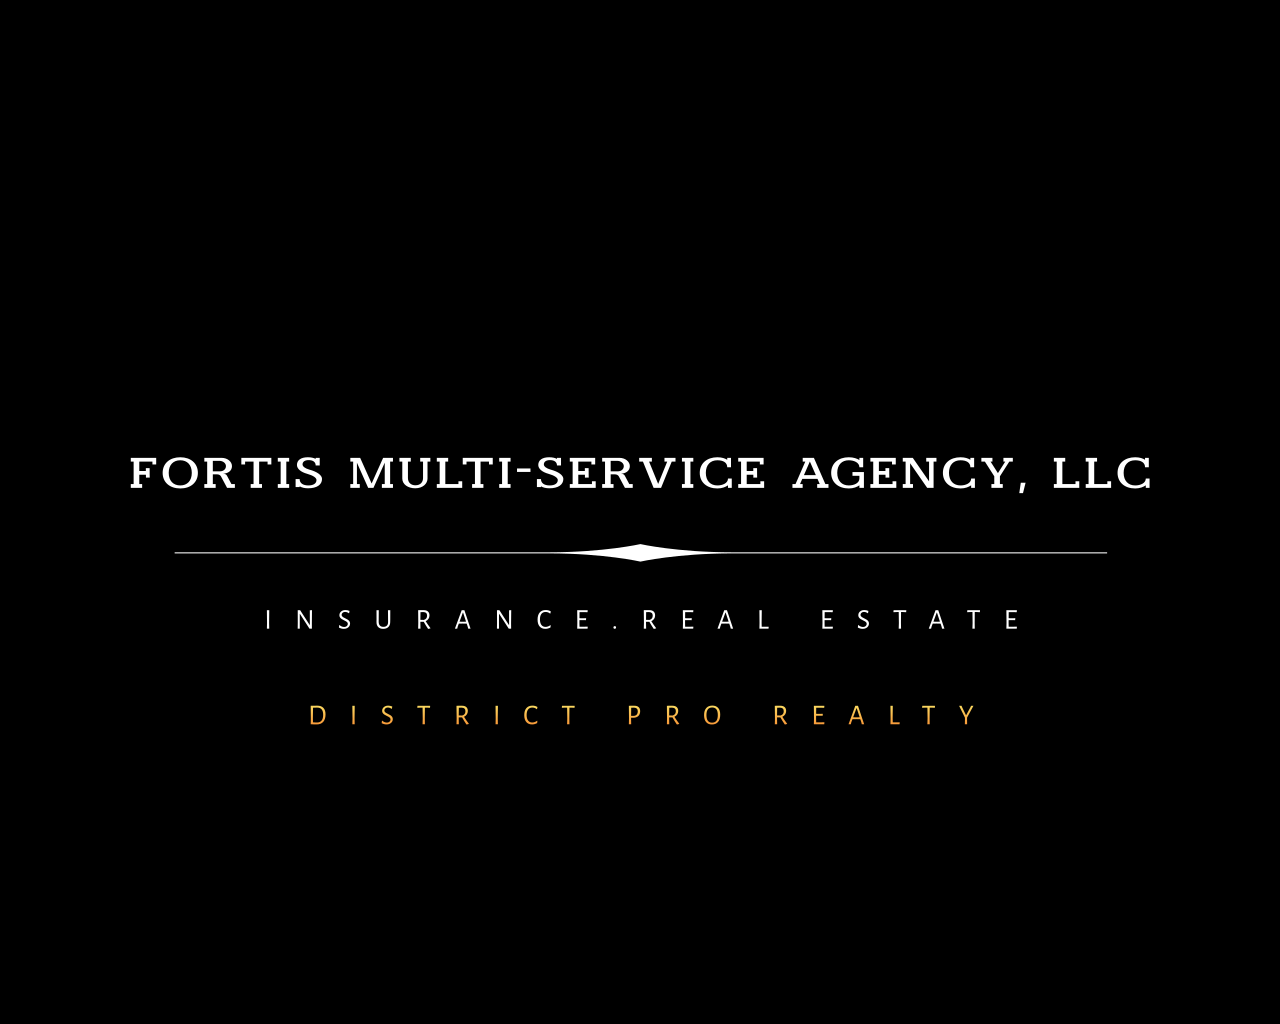 FORTIS MULTI-SERVICE AGENCY, LLC
INSURANCE.REAL ESTATE
DISTRICT PRO REALTY